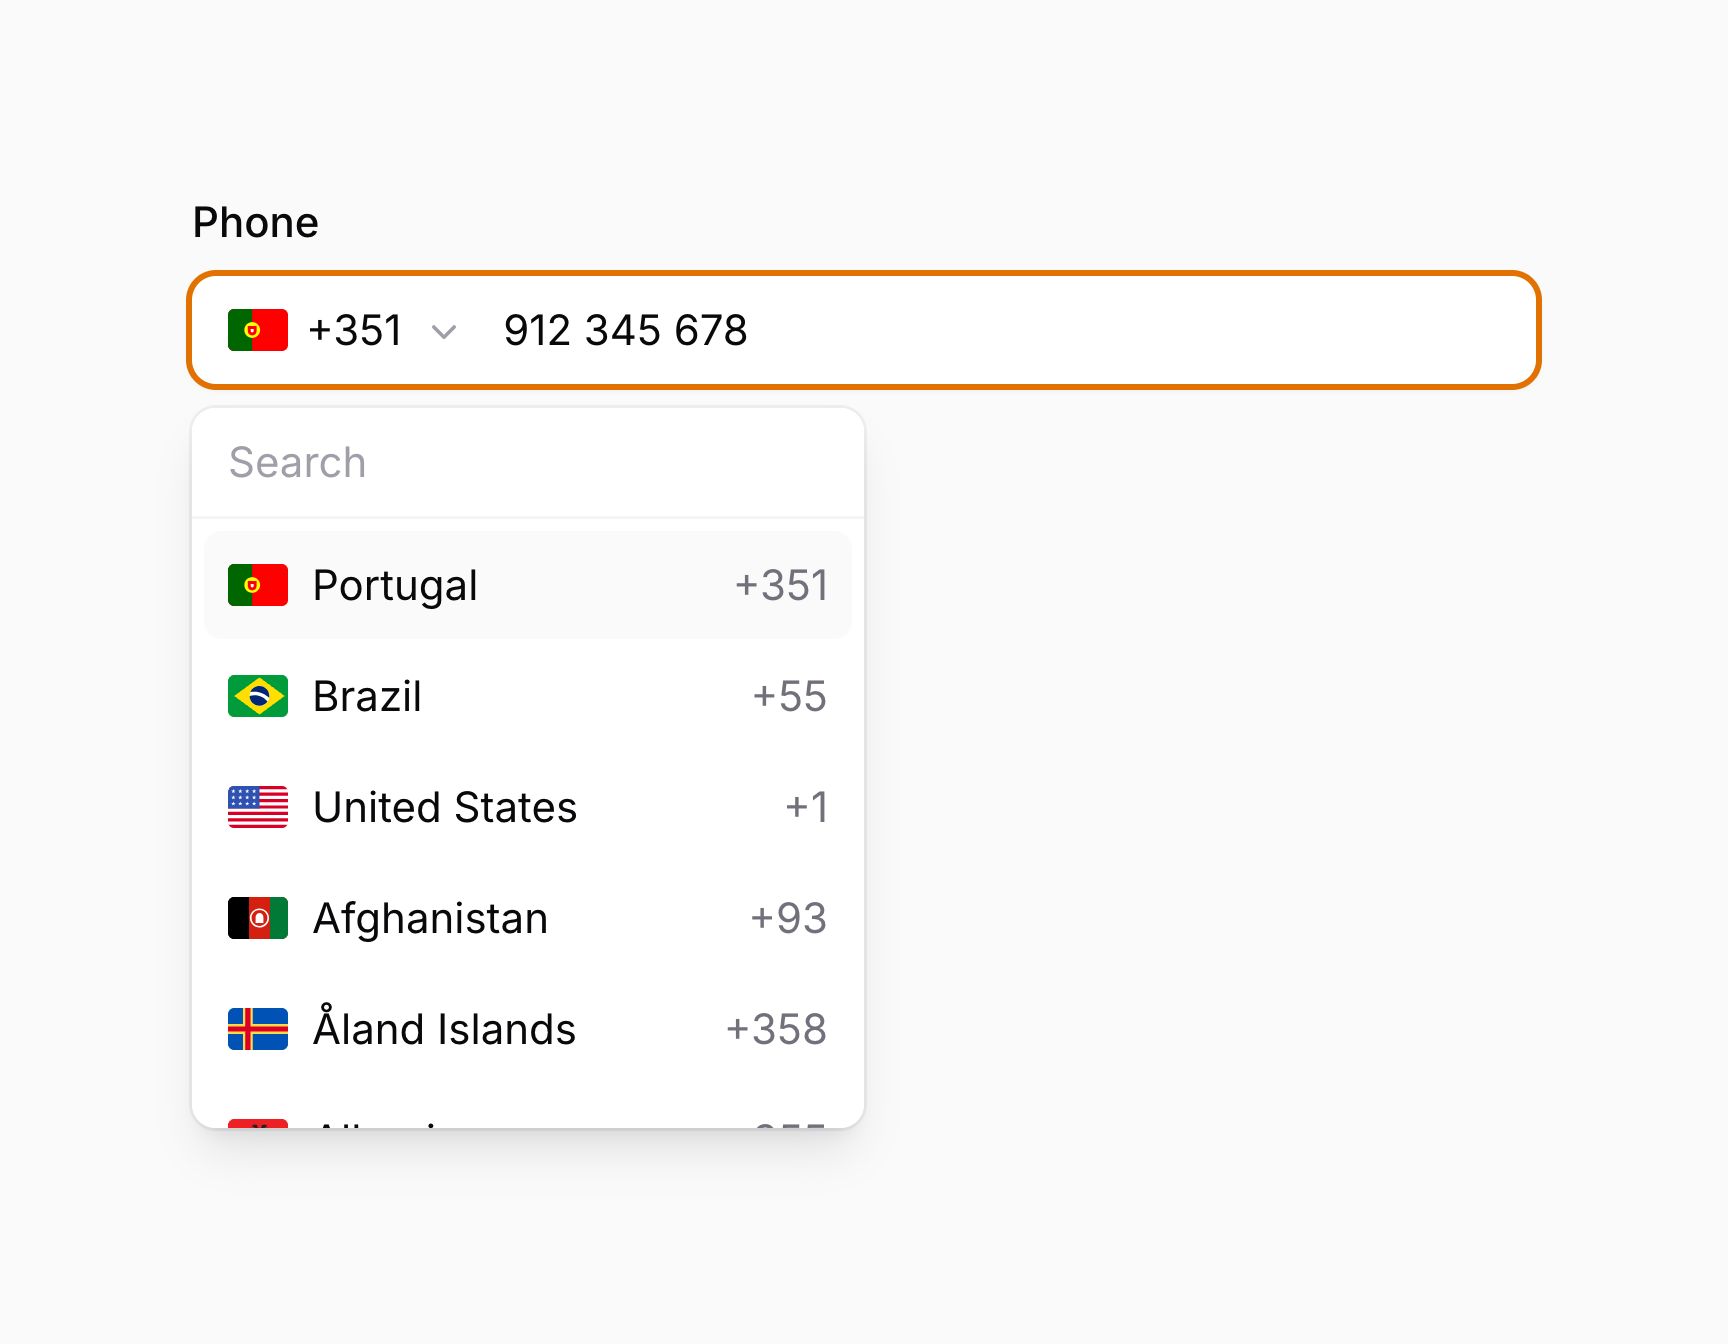 Phone
+351 912 345 678
Search
Portugal +351
Brazil +55
United States +1
Afghanistan +93
Åland Islands +358